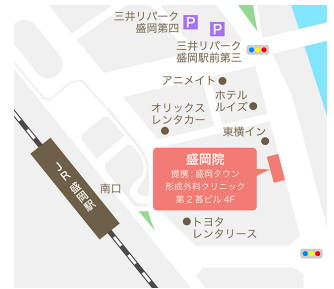 三井リパーク
盛岡第四
P
P
三井リパーク
盛岡駅前第三
アニメイト
ホテル
ルイズ
オリックス
レンタカー
東横イン
盛岡院
提携：盛岡タウン
形成外科クリニック
第2甚ビル 4F
JR 盛岡駅
南口
トヨタ
レンタリース